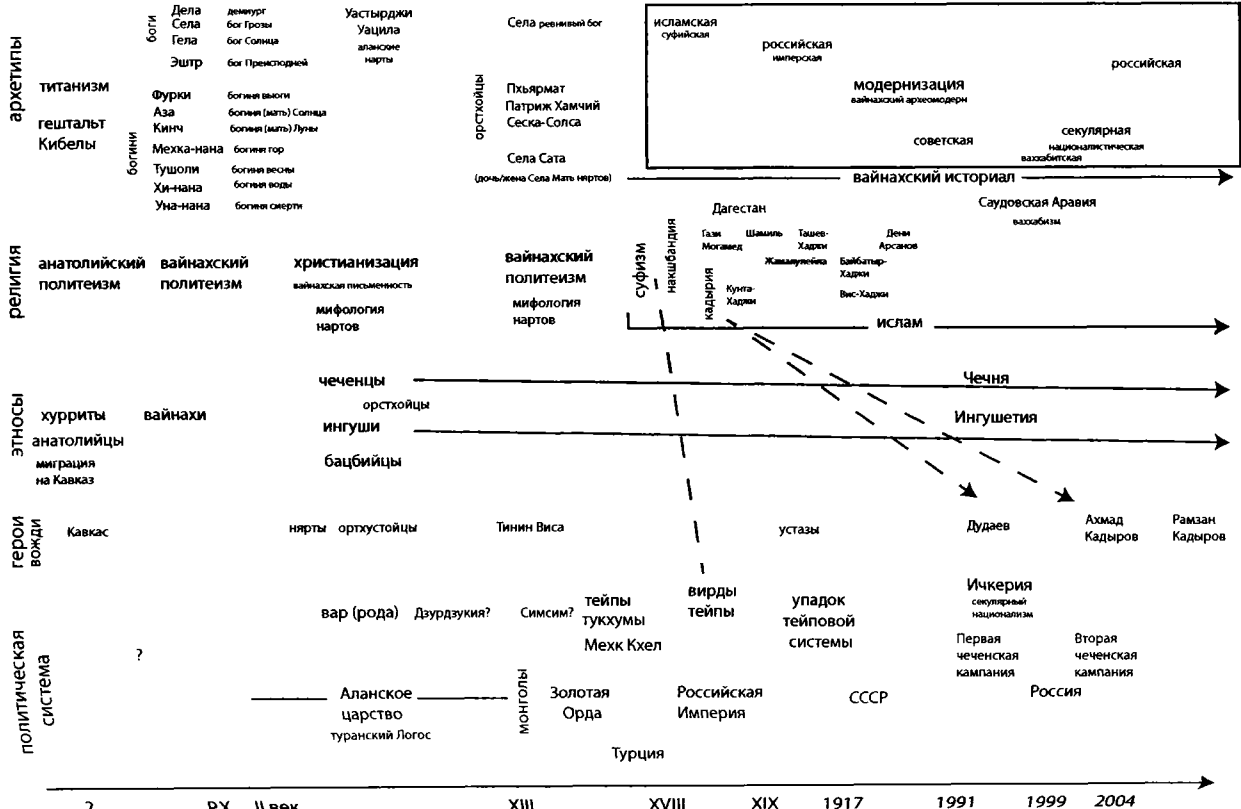 архетипы
титанизм
гештальт
Кибелы
боги
Дела демиург
Села бог Грозы
Гела бог Солнца
Эштр бог Преисподней
богини
Фурки богиня вьюги
Аза богиня (мать) Солнца
Кинч богиня (мать) Луны
Мехка-нана богиня гор
Тушоли богиня весны
Хи-нана богиня воды
Уна-нана богиня смерти
Уастырджи
Уацилла
аланские
нарты
орстхойцы
Села ревнивый бог
Пхьярмат
Патриж Хамчий
Сеска-Солса
Села Сата
(дочь/жена Села Мать няртов)
исламская
суфийская
российская
имперская
модернизация
вайнахский археомодерн
советская
российская
секулярная
националистическая
ваххабитская
вайнахский историал
религия
анатолийский
политеизм
вайнахский
политеизм
христианизация
вайнахская письменность
мифология
нартов
вайнахский
политеизм
мифология
нартов
суфизм
накшбандия
кадырия
Дагестан
Гази
Могамед
Шамиль
Ташев-
Хаджи
Дени
Арсанов
Байбатыр-
Хаджи
Кунта-
Хаджи
Вис-Хаджи
Саудовская Аравия
ваххабизм
ислам
этносы
хурриты
анатолийцы
миграция
на Кавказ
вайнахи
чеченцы
орстхойцы
ингуши
бацбийцы
Чечня
Ингушетия
герои
вожди
Кавкас
нярты
ортхустойцы
Тинин Виса
устазы
Дудаев
Ахмад
Кадыров
Рамзан
Кадыров
политическая
система
?
вар (рода)
Дзурдзукия?
Симсим?
тейпы
тукхумы
Мехк Кхел
вирды
тейпы
упадок
тейповой
системы
Ичкерия
секулярный
национализм
Первая
чеченская
кампания
Вторая
чеченская
кампания
Аланское
царство
туранский Логос
монголы
Золотая
Орда
Российская
Империя
СССР
Россия
Турция
?
РХ
II век
XIII
XVIII
XIX
1917
1991
1999
2004